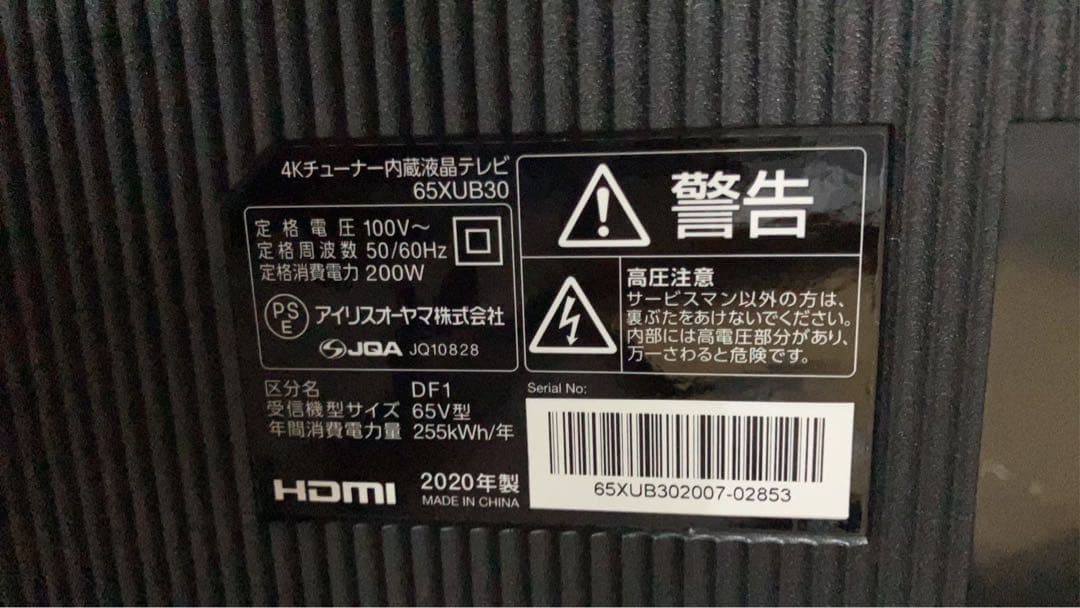 4Kチューナー内蔵液晶テレビ
65XUB30
定格電圧 100V～
定格周波数 50/60Hz
定格消費電力 200W
PSE
アイリスオーヤマ株式会社
JQA JQ10828
区分名 DF1
受信機型サイズ 65V型
年間消費電力量 255kWh/年
HDMI
2020年製
MADE IN CHINA
警告
高圧注意
サービスマン以外の方は、
裏ぶたをあけないでください。
内部には高電圧部分があり、
万一さわると危険です。
Serial No:
65XUB302007-02853